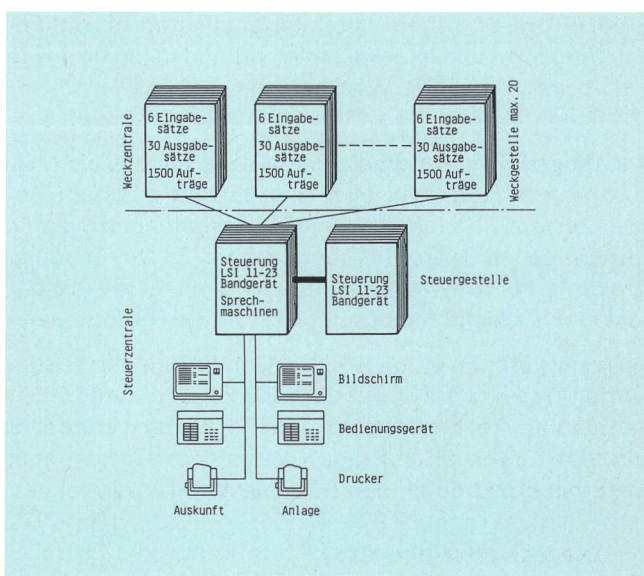 Weckzentrale
6 Eingabe-
sätze
30 Ausgabe-
sätze
1500 Auf-
träge
6 Eingabe-
sätze
30 Ausgabe-
sätze
1500 Auf-
träge
6 Eingabe-
sätze
30 Ausgabe-
sätze
1500 Auf-
träge
Weckgestelle max. 20
Steuerzentrale
Steuerung
LSI 11-23
Bandgerät
Sprech-
maschinen
Steuerung
LSI 11-23
Bandgerät
Steuergestelle
Bildschirm
Bedienungsgerät
Drucker
Auskunft
Anlage